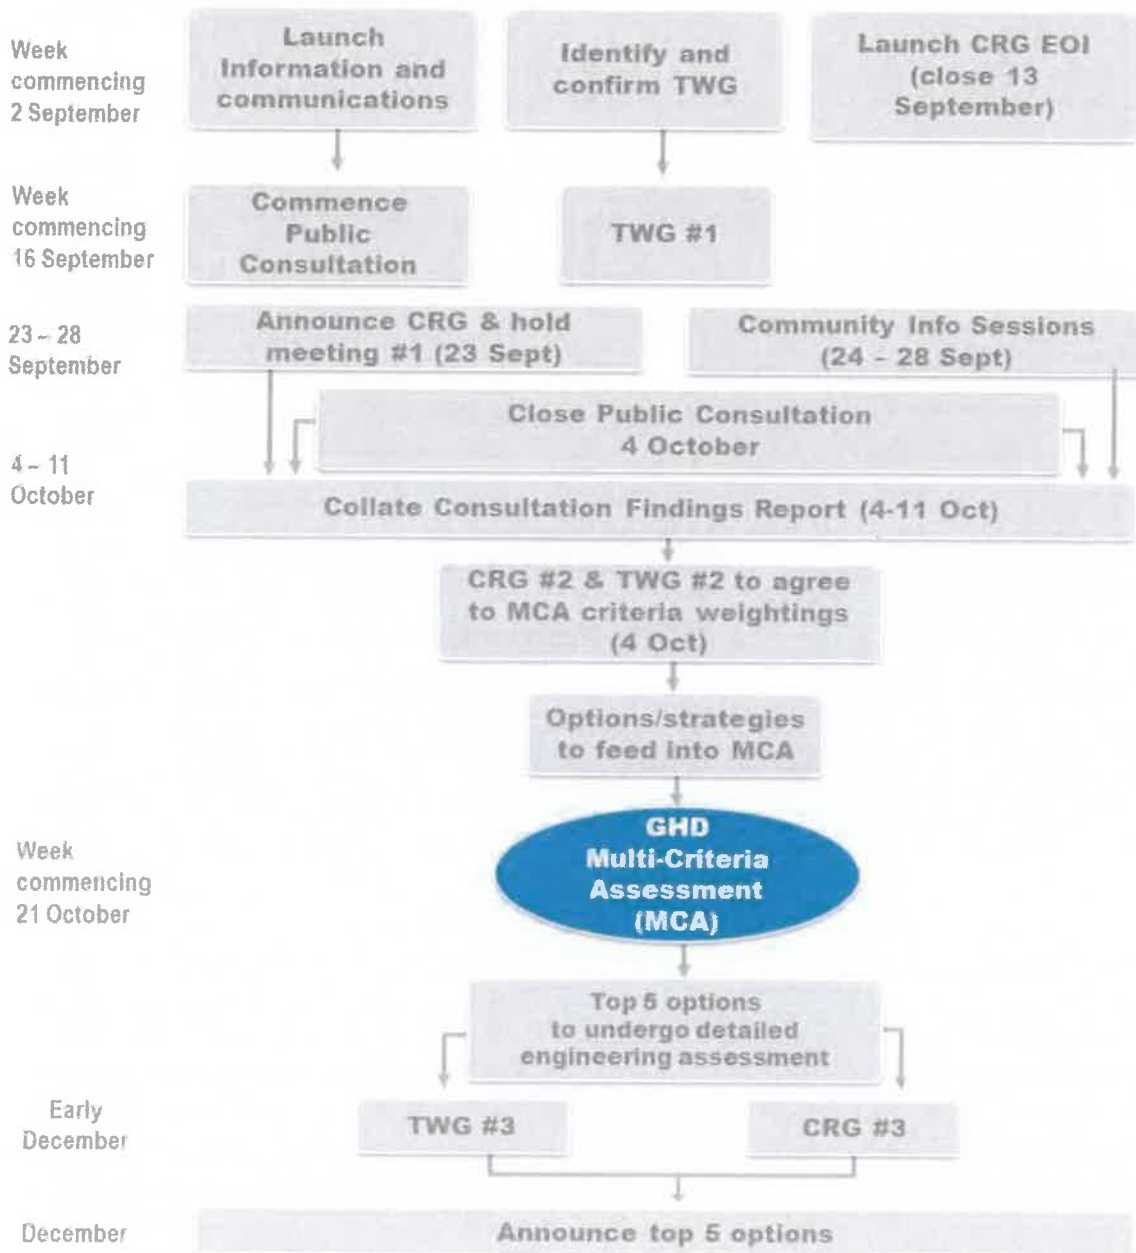 Week
commencing
2 September
Launch
Information and
communications
Identify and
confirm TWG
Launch CRG EOI
(close 13
September)
Week
commencing
16 September
Commence
Public
Consultation
TWG #1
23 – 28
September
Announce CRG & hold
meeting #1 (23 Sept)
Community Info Sessions
(24 – 28 Sept)
Close Public Consultation
4 October
4 – 11
October
Collate Consultation Findings Report (4-11 Oct)
CRG #2 & TWG #2 to agree
to MCA criteria weightings
(4 Oct)
Options/strategies
to feed into MCA
Week
commencing
21 October
GHD
Multi-Criteria
Assessment
(MCA)
Top 5 options
to undergo detailed
engineering assessment
Early
December
TWG #3
CRG #3
December
Announce top 5 options